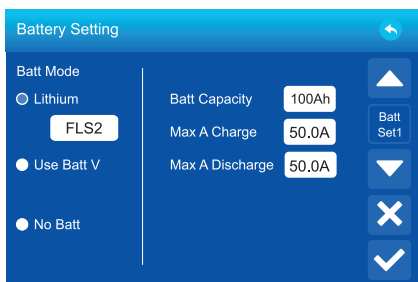 Battery Setting
Batt Mode
Lithium
FLS2
Use Batt V
No Batt
Batt Capacity 100Ah
Max A Charge 50.0A
Max A Discharge 50.0A
Batt
Set1